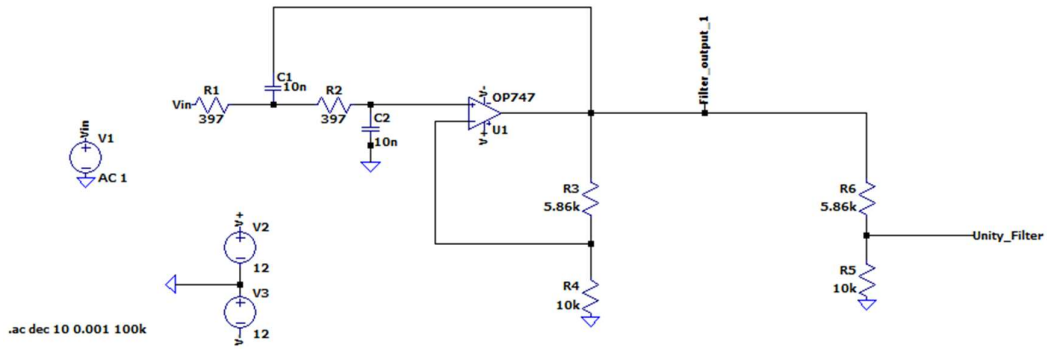 Filter_output_1
C1
10n
V-
OP747
R1
R2
Vin
397
397
C2
10n
U1
V+
Vin
V1
AC 1
R3
5.86k
R6
5.86k
Unity_Filter
V+
V2
12
V3
12
V-
R4
10k
R5
10k
.ac dec 10 0.001 100k